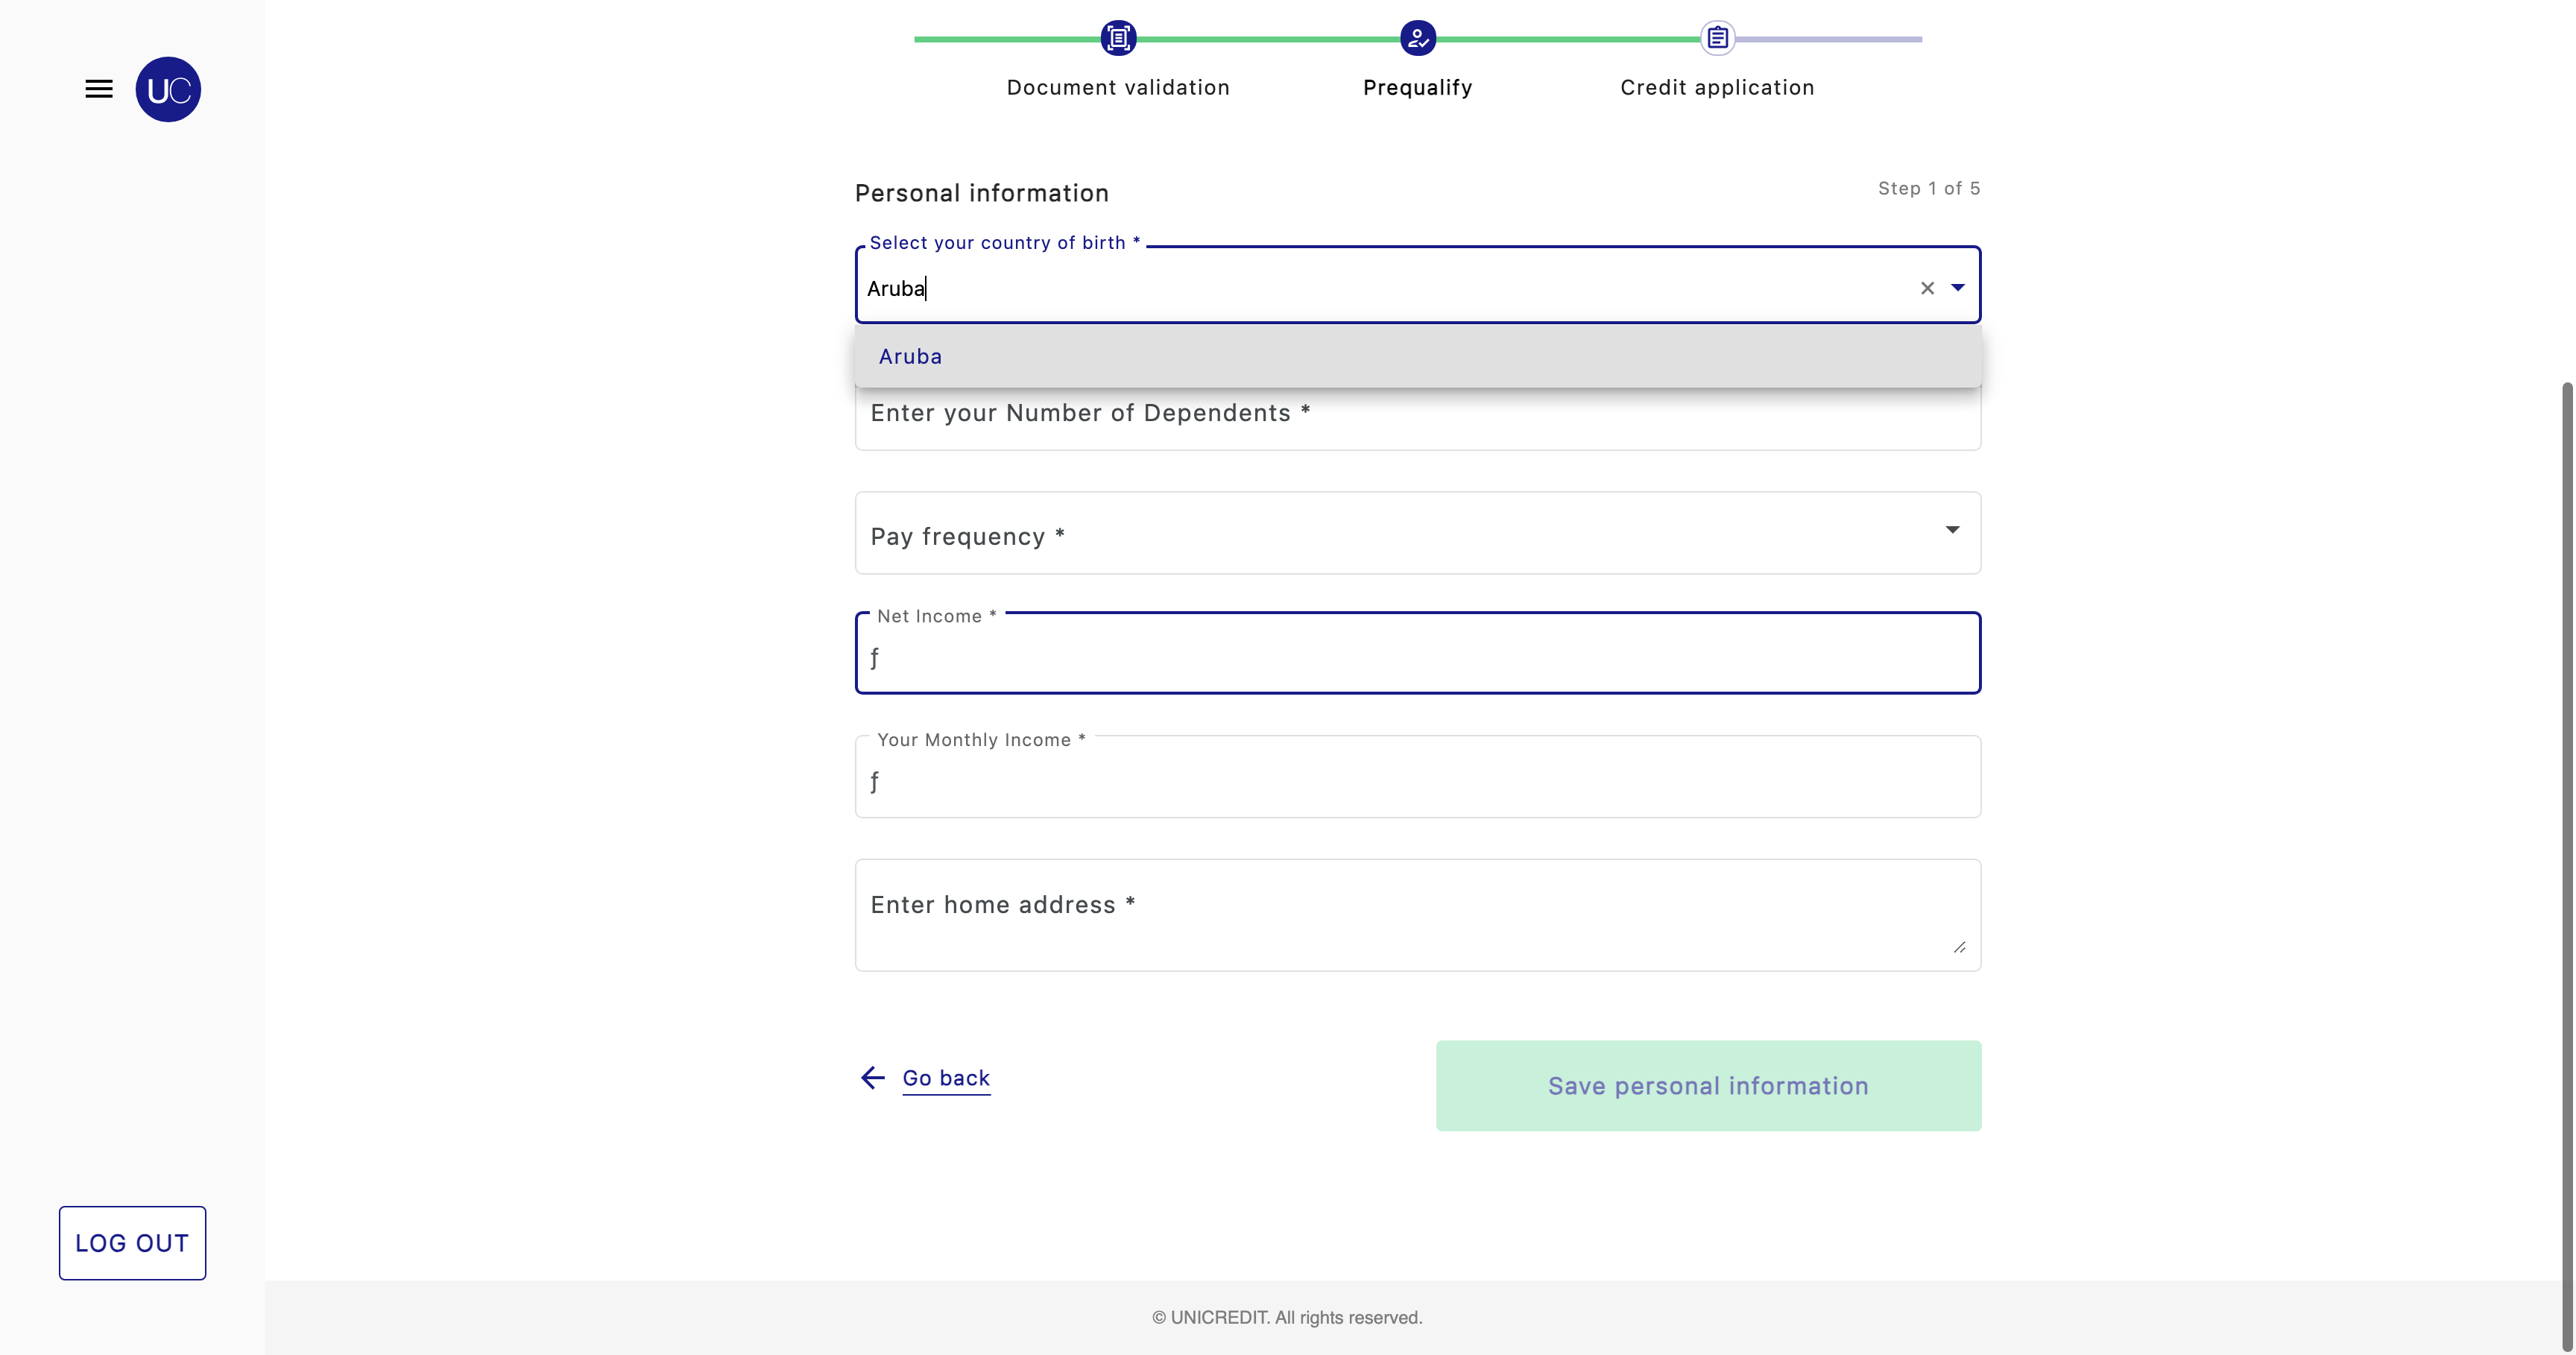 UC
Document validation
Prequalify
Credit application
Personal information
Step 1 of 5
Select your country of birth *
Aruba
Aruba
Enter your Number of Dependents *
Pay frequency *
Net Income *
ƒ
Your Monthly Income *
ƒ
Enter home address *
Go back
Save personal information
LOG OUT
© UNICREDIT. All rights reserved.